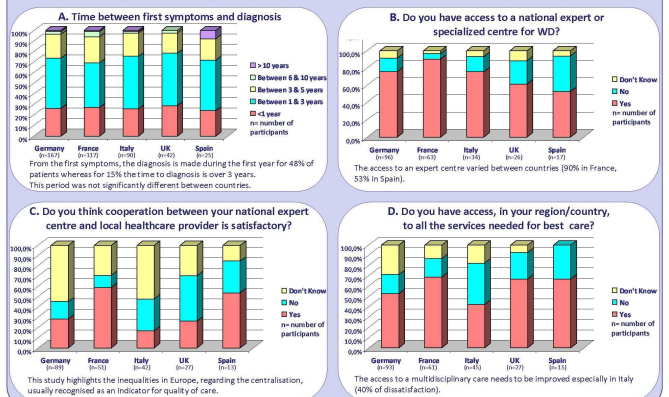 A. Time between first symptoms and diagnosis
100%
90%
80%
70%
60%
50%
40%
30%
20%
10%
0%
>10 years
Between 6 & 10 years
Between 3 & 5 years
Between 1 & 3 years
<1 year
n= number of
participants
Germany France Italy UK Spain
(n=167) (n=117) (n=90) (n=42) (n=25)
From the first symptoms, the diagnosis is made during the first year for 48% of
patients whereas for 15% the time to diagnosis is over 3 years.
This period was not significantly different between countries.
B. Do you have access to a national expert or
specialized centre for WD?
100,0%
80,0%
60,0%
40,0%
20,0%
0,0%
Don't Know
No
Yes
n= number of
participants
Germany France Italy UK Spain
(n=96) (n=63) (n=34) (n=26) (n=17)
The access to an expert centre varied between countries (90% in France,
53% in Spain).
C. Do you think cooperation between your national expert
centre and local healthcare provider is satisfactory?
100,0%
90,0%
80,0%
70,0%
60,0%
50,0%
40,0%
30,0%
20,0%
10,0%
0,0%
Don't Know
No
Yes
n= number of
participants
Germany France Italy UK Spain
(n=89) (n=51) (n=42) (n=27) (n=13)
This study highlights the inequalities in Europe, regarding the centralisation,
usually recognised as an indicator for quality of care.
D. Do you have access, in your region/country,
to all the services needed for best care?
100,0%
90,0%
80,0%
70,0%
60,0%
50,0%
40,0%
30,0%
20,0%
10,0%
0,0%
Don't Know
No
Yes
n= number of
participants
Germany France Italy UK Spain
(n=93) (n=61) (n=45) (n=27) (n=15)
The access to a multidisciplinary care needs to be improved especially in Italy
(40% of dissatisfaction).